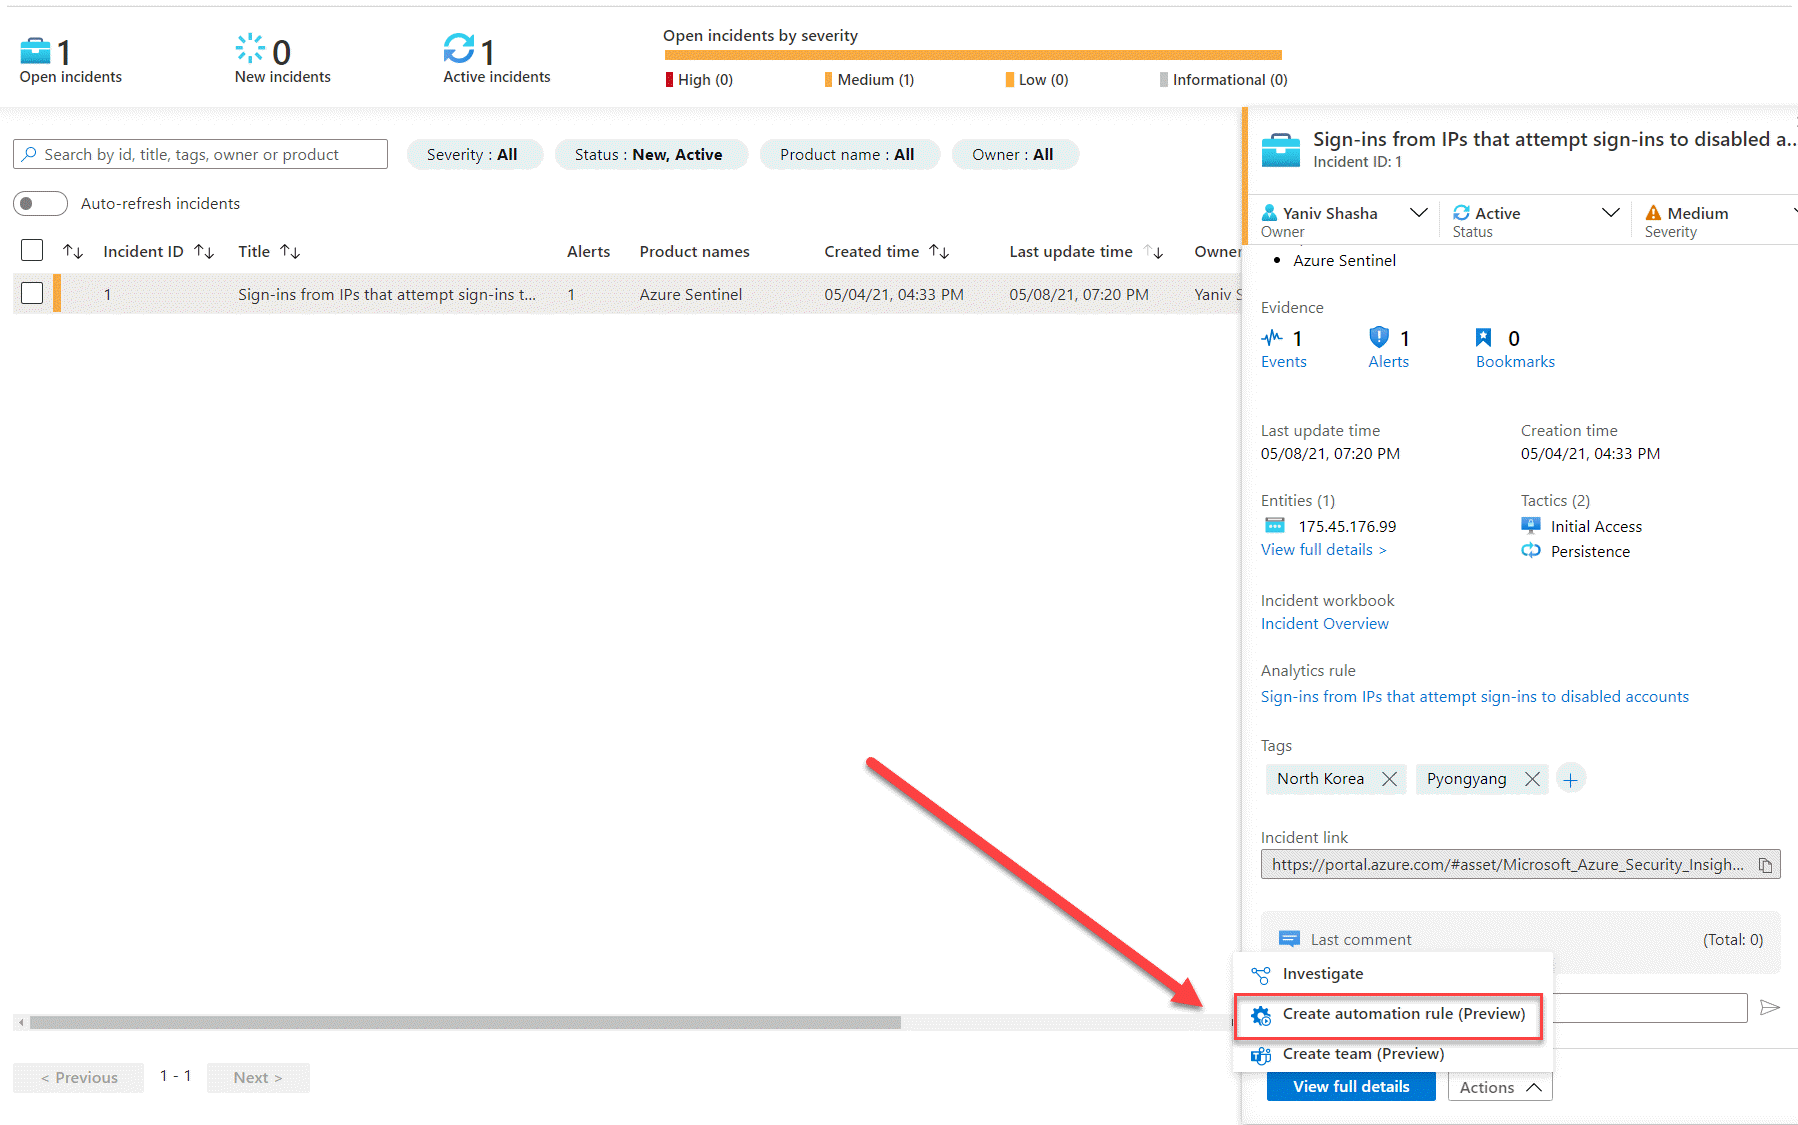 1
Open incidents
0
New incidents
1
Active incidents
Open incidents by severity
High (0)
Medium (1)
Low (0)
Informational (0)
Search by id, title, tags, owner or product
Severity : All
Status : New, Active
Product name : All
Owner : All
Auto-refresh incidents
Incident ID
Title
Alerts
Product names
Created time
Last update time
Owner
1
Sign-ins from IPs that attempt sign-ins t...
1
Azure Sentinel
05/04/21, 04:33 PM
05/08/21, 07:20 PM
Yaniv S
< Previous
1 - 1
Next >
Sign-ins from IPs that attempt sign-ins to disabled a...
Incident ID: 1
Yaniv Shasha
Owner
Active
Status
Medium
Severity
Azure Sentinel
Evidence
1
Events
1
Alerts
0
Bookmarks
Last update time
05/08/21, 07:20 PM
Creation time
05/04/21, 04:33 PM
Entities (1)
175.45.176.99
View full details >
Tactics (2)
Initial Access
Persistence
Incident workbook
Incident Overview
Analytics rule
Sign-ins from IPs that attempt sign-ins to disabled accounts
Tags
North Korea
Pyongyang
Incident link
https://portal.azure.com/#asset/Microsoft_Azure_Security_Insigh...
Last comment
(Total: 0)
Investigate
Create automation rule (Preview)
Create team (Preview)
View full details
Actions